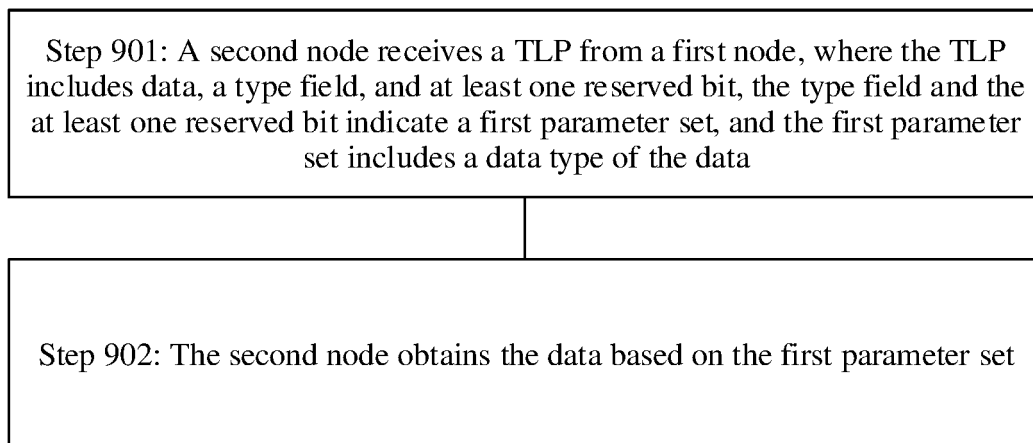 Step 901: A second node receives a TLP from a first node, where the TLP
includes data, a type field, and at least one reserved bit, the type field and the
at least one reserved bit indicate a first parameter set, and the first parameter
set includes a data type of the data
Step 902: The second node obtains the data based on the first parameter set